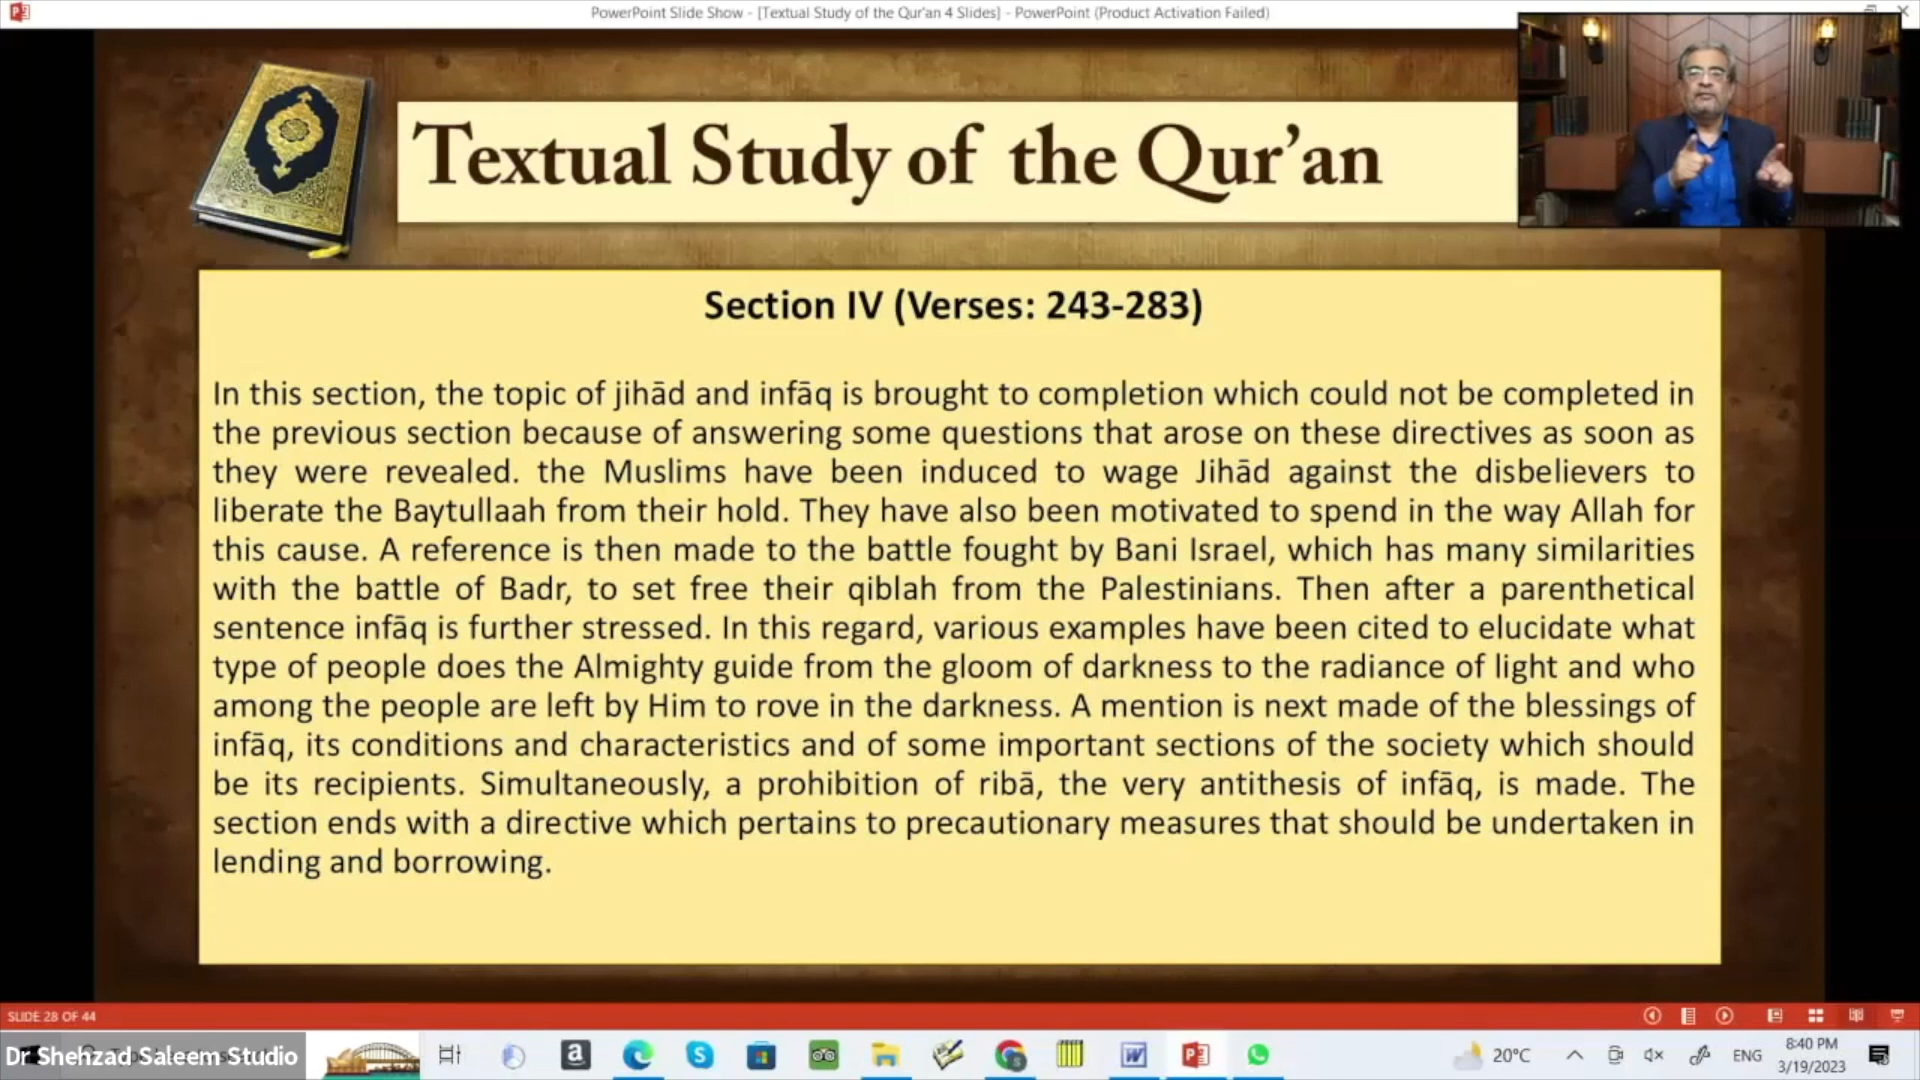 PowerPoint Slide Show - [Textual Study of the Qur'an 4 Slides] - PowerPoint (Product Activation Failed)
Textual Study of the Qur’an
Section IV (Verses: 243-283)
In this section, the topic of jihād and infāq is brought to completion which could not be completed in
the previous section because of answering some questions that arose on these directives as soon as
they were revealed. the Muslims have been induced to wage Jihād against the disbelievers to
liberate the Baytullaah from their hold. They have also been motivated to spend in the way Allah for
this cause. A reference is then made to the battle fought by Bani Israel, which has many similarities
with the battle of Badr, to set free their qiblah from the Palestinians. Then after a parenthetical
sentence infāq is further stressed. In this regard, various examples have been cited to elucidate what
type of people does the Almighty guide from the gloom of darkness to the radiance of light and who
among the people are left by Him to rove in the darkness. A mention is next made of the blessings of
infāq, its conditions and characteristics and of some important sections of the society which should
be its recipients. Simultaneously, a prohibition of ribā, the very antithesis of infāq, is made. The
section ends with a directive which pertains to precautionary measures that should be undertaken in
lending and borrowing.
SLIDE 28 OF 44
Dr Shehzad Saleem Studio
20°C
ENG
8:40 PM
3/19/2023